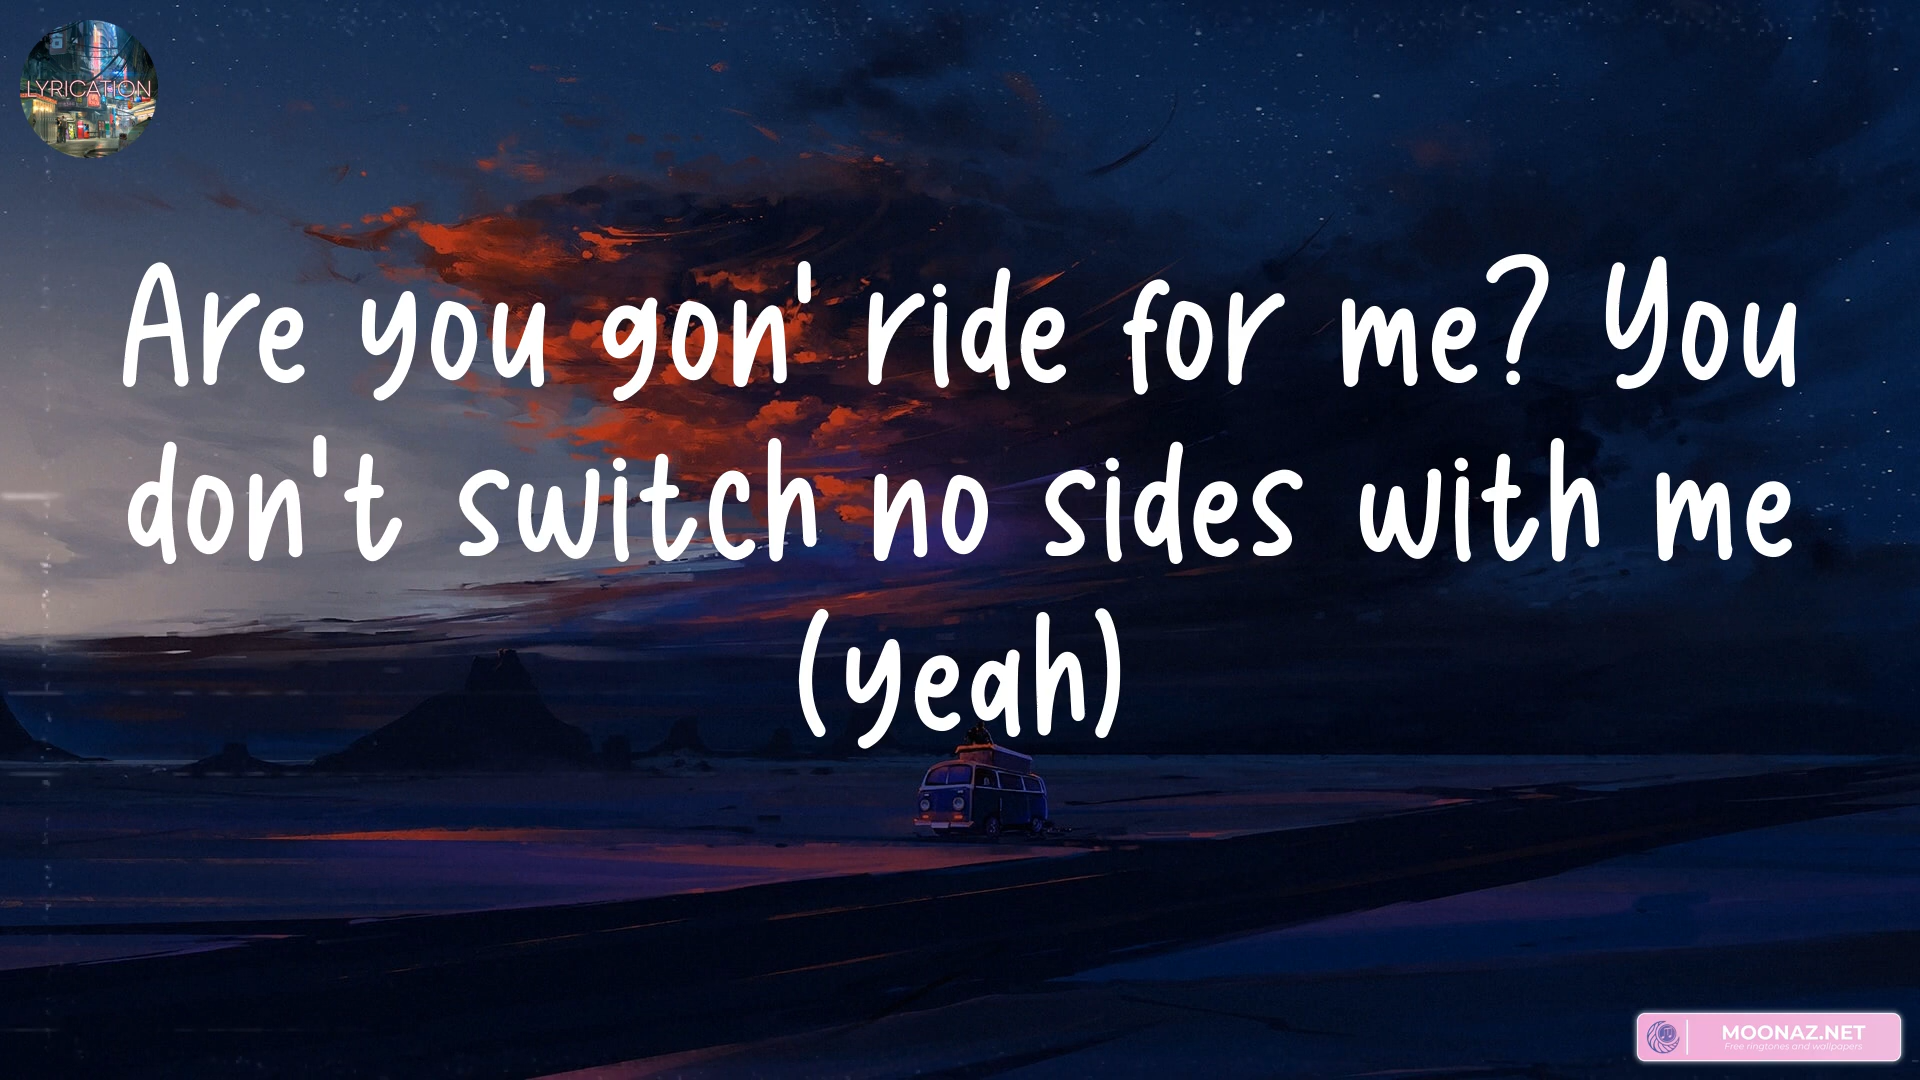 LYRICATION
Are you gon' ride for me? You
don't switch no sides with me
(yeah)
MOONAZ.NET
Free ringtones and wallpapers